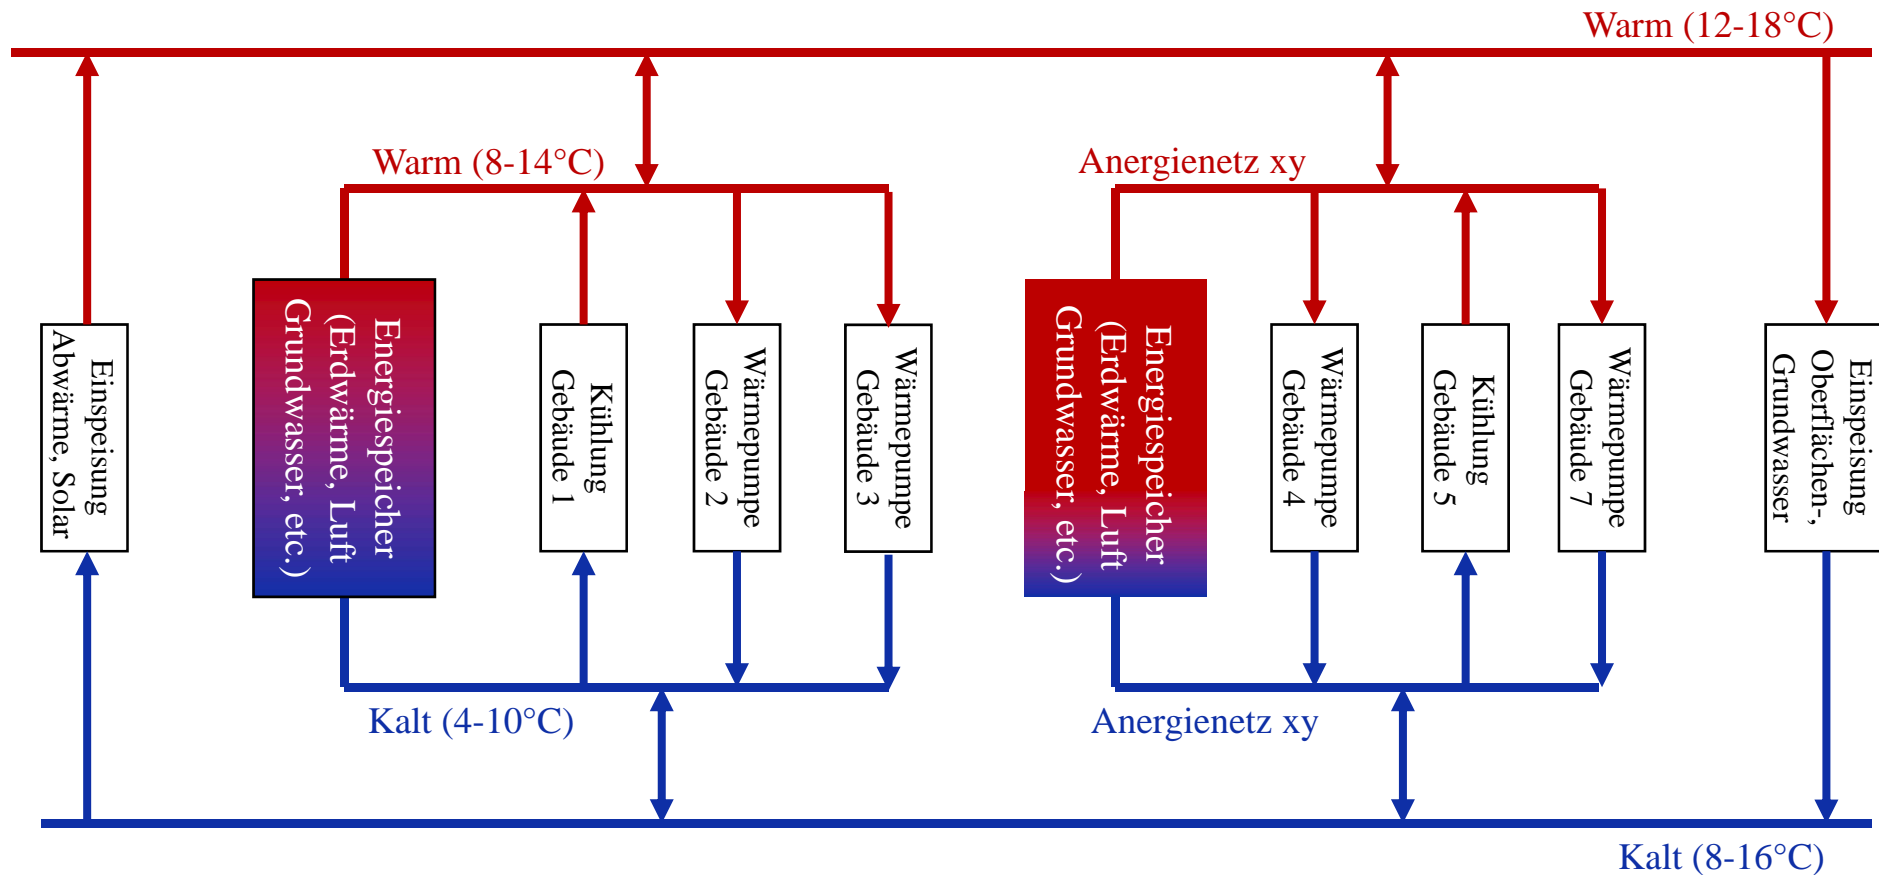 Warm (12-18°C)
Warm (8-14°C)
Anergienetz xy
Einspeisung
Abwärme, Solar
Energiespeicher
(Erdwärme, Luft
Grundwasser, etc.)
Kühlung
Gebäude 1
Wärmepumpe
Gebäude 2
Wärmepumpe
Gebäude 3
Energiespeicher
(Erdwärme, Luft
Grundwasser, etc.)
Wärmepumpe
Gebäude 4
Kühlung
Gebäude 5
Wärmepumpe
Gebäude 7
Einspeisung
Oberflächen-,
Grundwasser
Kalt (4-10°C)
Anergienetz xy
Kalt (8-16°C)